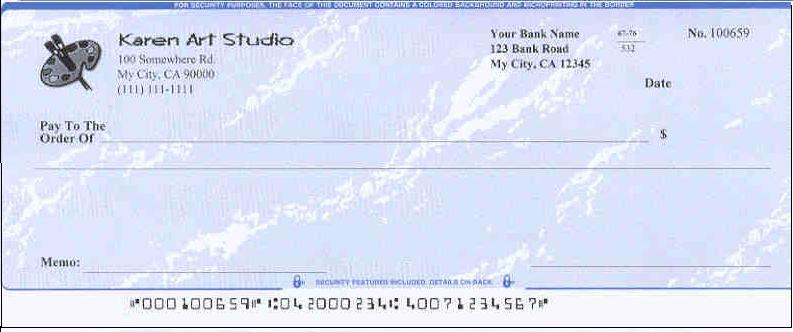 FOR SECURITY PURPOSES, THE FACE OF THIS DOCUMENT CONTAINS A COLORED BACKGROUND AND MICROPRINTING IN THE BORDER
Karen Art Studio
100 Somewhere Rd.
My City, CA 90000
(111) 111-1111
Your Bank Name
123 Bank Road
My City, CA 12345
67-76
532
No. 100659
Date
Pay To The
Order Of
$
Memo:
SECURITY FEATURES INCLUDED. DETAILS ON BACK.
⑈000100659⑈ ⑆042000234⑆ 40071234567⑈